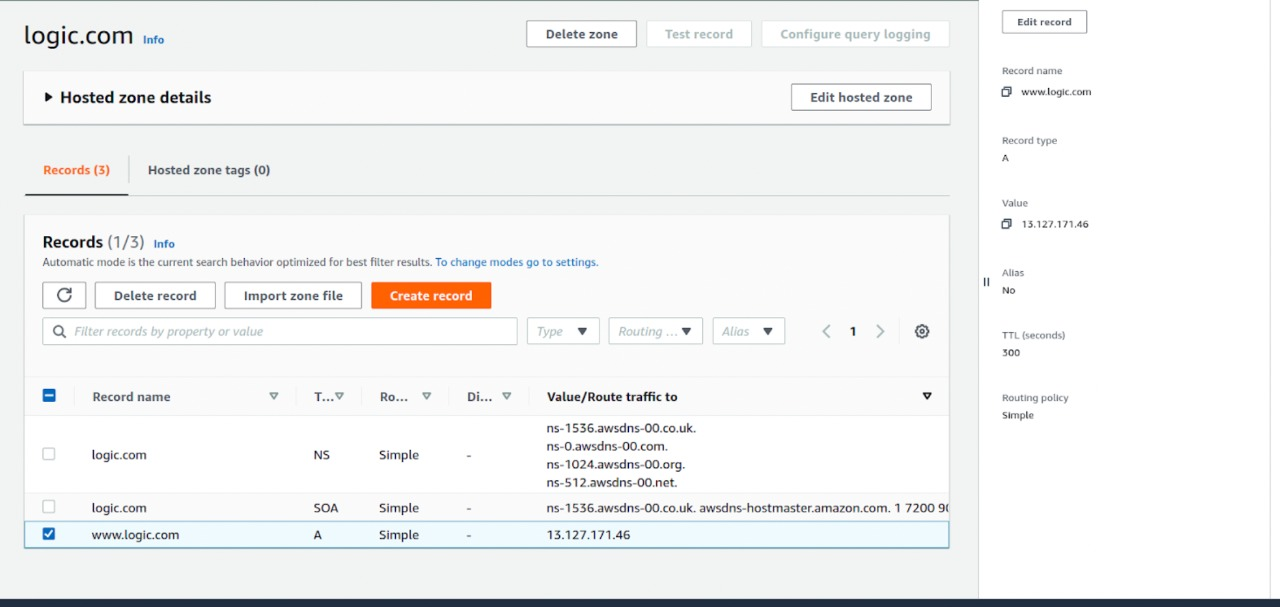 logic.com Info
Delete zone
Test record
Configure query logging
Hosted zone details
Edit hosted zone
Records (3)
Hosted zone tags (0)
Records (1/3) Info
Automatic mode is the current search behavior optimized for best filter results. To change modes go to settings.
Delete record
Import zone file
Create record
Filter records by property or value
Type
Routing ...
Alias
1
Record name T... Ro... Di... Value/Route traffic to
logic.com NS Simple -
ns-1536.awsdns-00.co.uk.
ns-0.awsdns-00.com.
ns-1024.awsdns-00.org.
ns-512.awsdns-00.net.
logic.com SOA Simple - ns-1536.awsdns-00.co.uk. awsdns-hostmaster.amazon.com. 1 7200
www.logic.com A Simple - 13.127.171.46
Edit record
Record name
www.logic.com
Record type
A
Value
13.127.171.46
Alias
No
TTL (seconds)
300
Routing policy
Simple